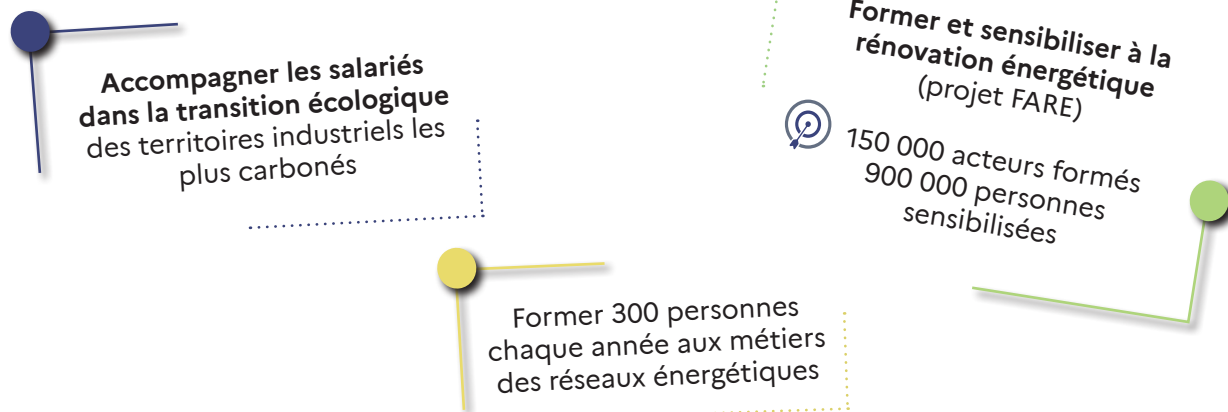 Accompagner les salariés
dans la transition écologique
des territoires industriels les
plus carbonés
Former et sensibiliser à la
rénovation énergétique
(projet FARE)
150 000 acteurs formés
900 000 personnes
sensibilisées
Former 300 personnes
chaque année aux métiers
des réseaux énergétiques